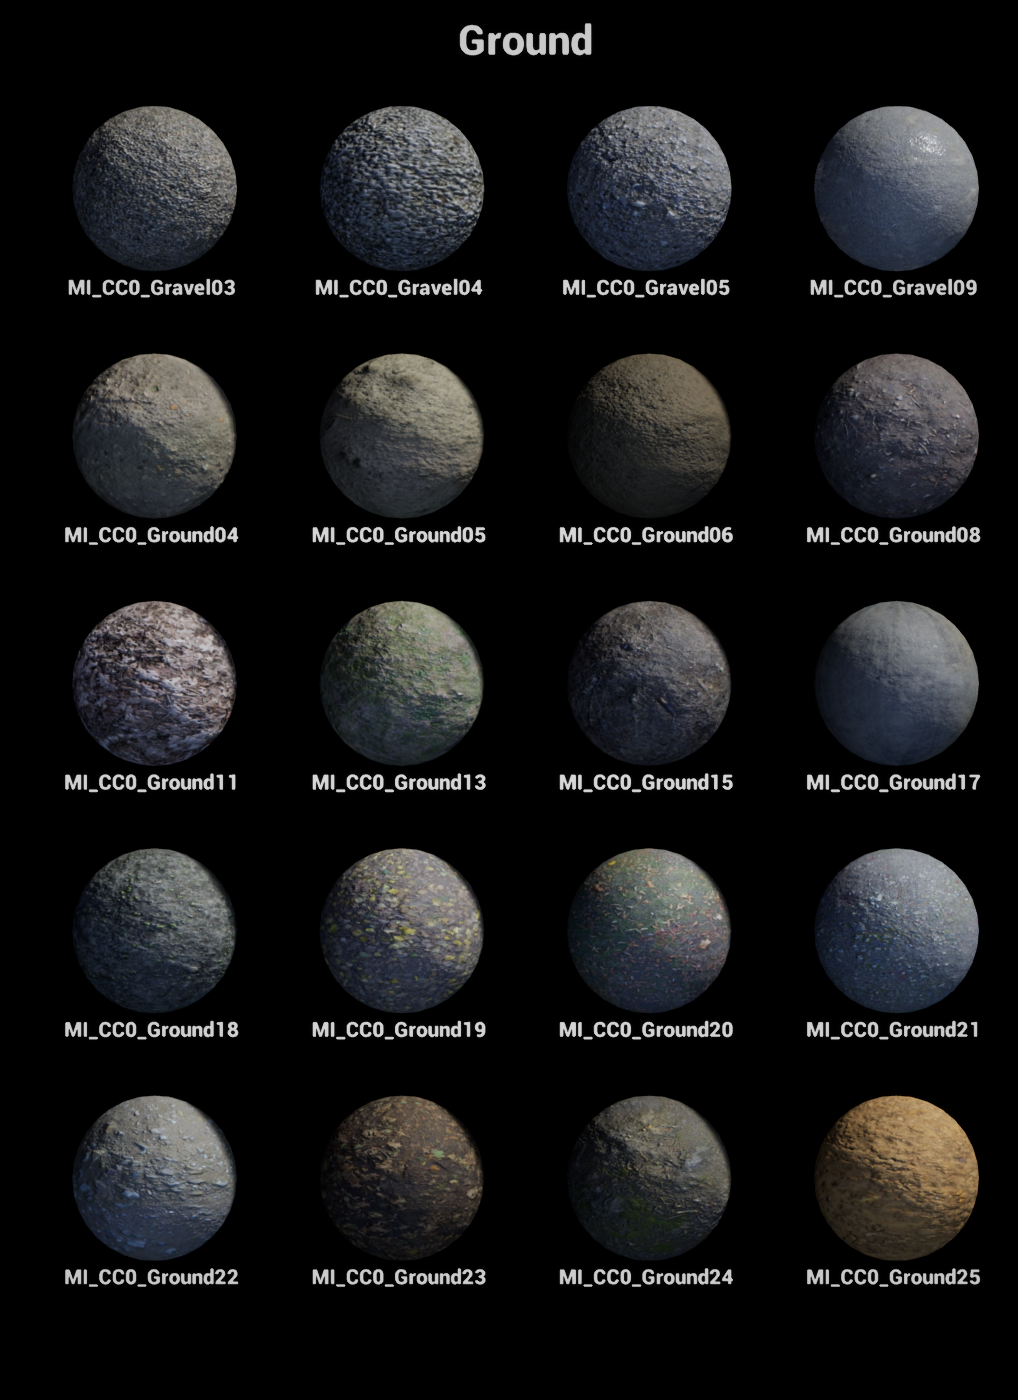 Ground
MI_CC0_Gravel03 MI_CC0_Gravel04 MI_CC0_Gravel05 MI_CC0_Gravel09
MI_CC0_Ground04 MI_CC0_Ground05 MI_CC0_Ground06 MI_CC0_Ground08
MI_CC0_Ground11 MI_CC0_Ground13 MI_CC0_Ground15 MI_CC0_Ground17
MI_CC0_Ground18 MI_CC0_Ground19 MI_CC0_Ground20 MI_CC0_Ground21
MI_CC0_Ground22 MI_CC0_Ground23 MI_CC0_Ground24 MI_CC0_Ground25